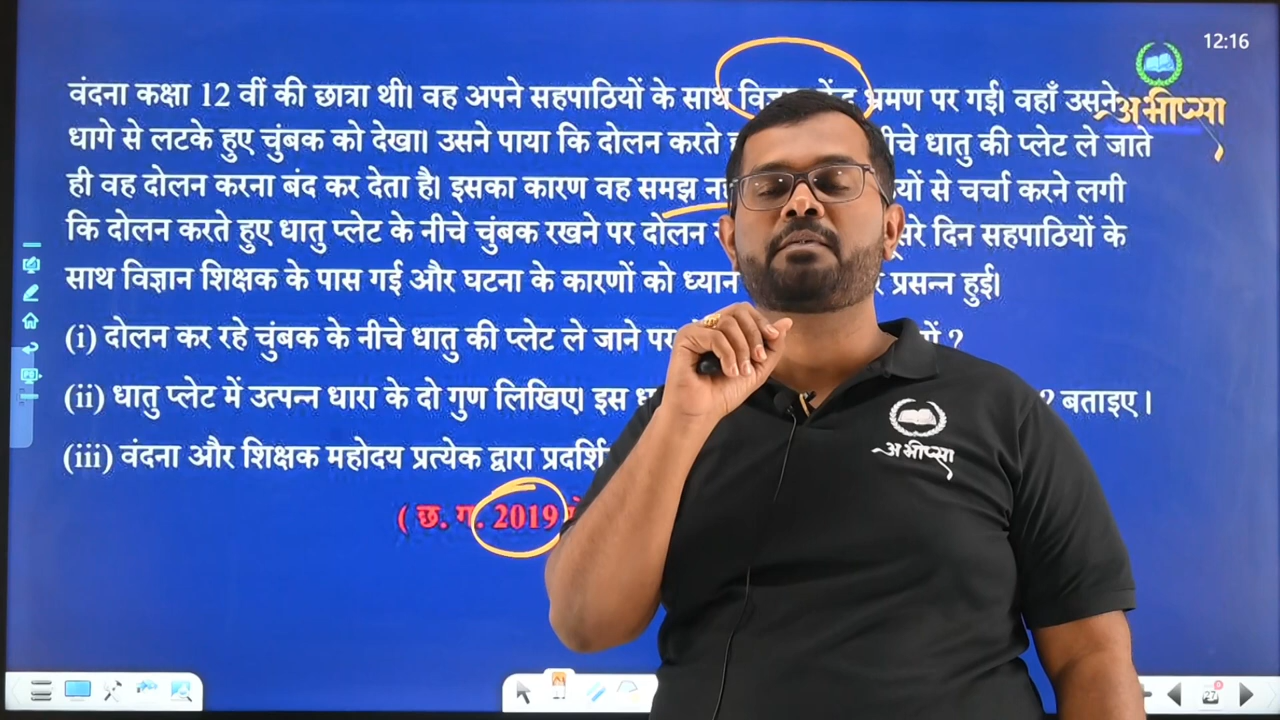 12:16
अभीप्सा
वंदना कक्षा 12 वीं की छात्रा थी। वह अपने सहपाठियों के साथ भ्रमण पर गई। वहाँ उसने
धागे से लटके हुए चुंबक को देखा। उसने पाया कि दोलन करते धातु की प्लेट ले जाते
ही वह दोलन करना बंद कर देता है। इसका कारण वह समझ से चर्चा करने लगी
कि दोलन करते हुए धातु प्लेट के नीचे चुंबक रखने पर दोलन दिन सहपाठियों के
साथ विज्ञान शिक्षक के पास गई और घटना के कारणों को ध्यान प्रसन्न हुई।
(i) दोलन कर रहे चुंबक के नीचे धातु की प्लेट ले जाने पर ?
(ii) धातु प्लेट में उत्पन्न धारा के दो गुण लिखिए। इस ? बताइए।
(iii) वंदना और शिक्षक महोदय प्रत्येक द्वारा
( छ. ग. 2019
अभीप्सा